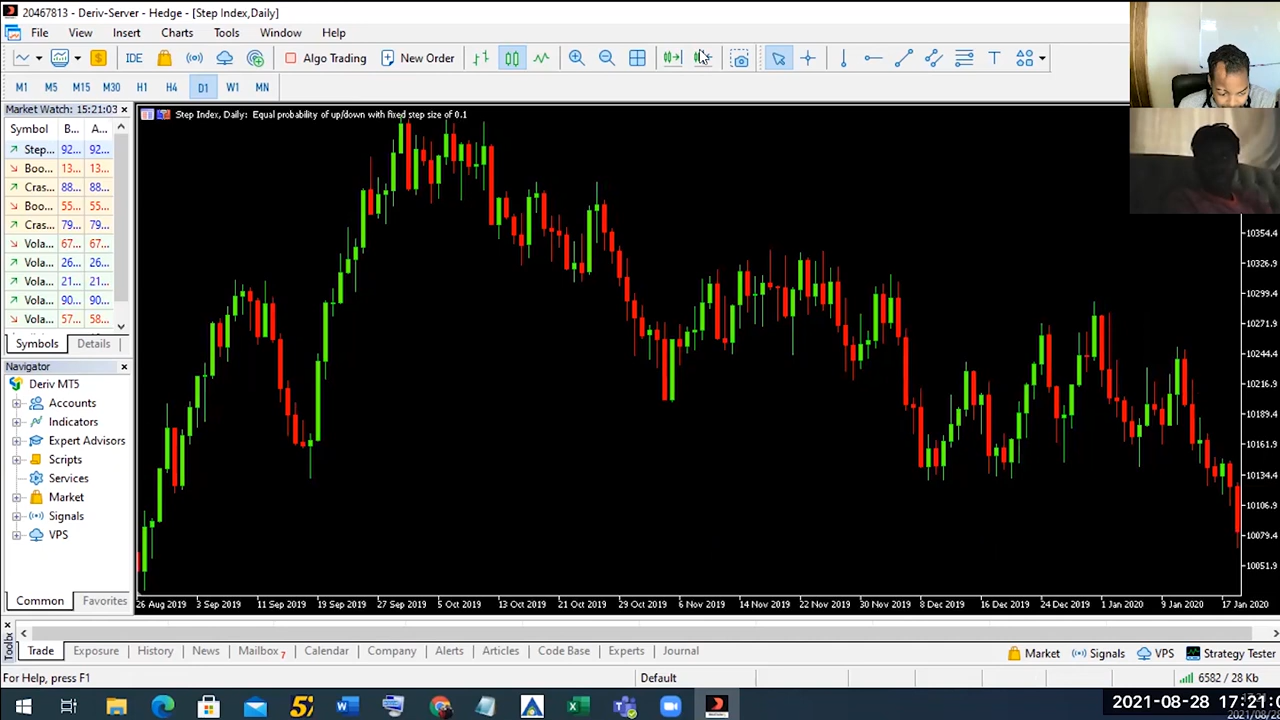 20467813 - Deriv-Server - Hedge - [Step Index,Daily]
File View Insert Charts Tools Window Help
IDE Algo Trading New Order
M1 M5 M15 M30 H1 H4 D1 W1 MN
Market Watch: 15:21:03
Symbol B... A...
Step... 92... 92...
Boo... 13... 13...
Cras... 88... 88...
Boo... 55... 55...
Cras... 79... 79...
Vola... 67... 67...
Vola... 26... 26...
Vola... 21... 21...
Vola... 90... 90...
Vola... 57... 58...
Symbols Details
Navigator
Deriv MT5
Accounts
Indicators
Expert Advisors
Scripts
Services
Market
Signals
VPS
Common Favorites
Step Index, Daily: Equal probability of up/down with fixed step size of 0.1
10354.4
10326.9
10299.4
10271.9
10244.4
10216.9
10189.4
10161.9
10134.4
10106.9
10079.4
10051.9
26 Aug 2019 3 Sep 2019 11 Sep 2019 19 Sep 2019 27 Sep 2019 5 Oct 2019 13 Oct 2019 21 Oct 2019 29 Oct 2019 6 Nov 2019 14 Nov 2019 22 Nov 2019 30 Nov 2019 8 Dec 2019 16 Dec 2019 24 Dec 2019 1 Jan 2020 9 Jan 2020 17 Jan 2020
Toolbox
Trade Exposure History News Mailbox 7 Calendar Company Alerts Articles Code Base Experts Journal
Market Signals VPS Strategy Tester
For Help, press F1 Default 6582 / 28 Kb
2021-08-28 17:21:0